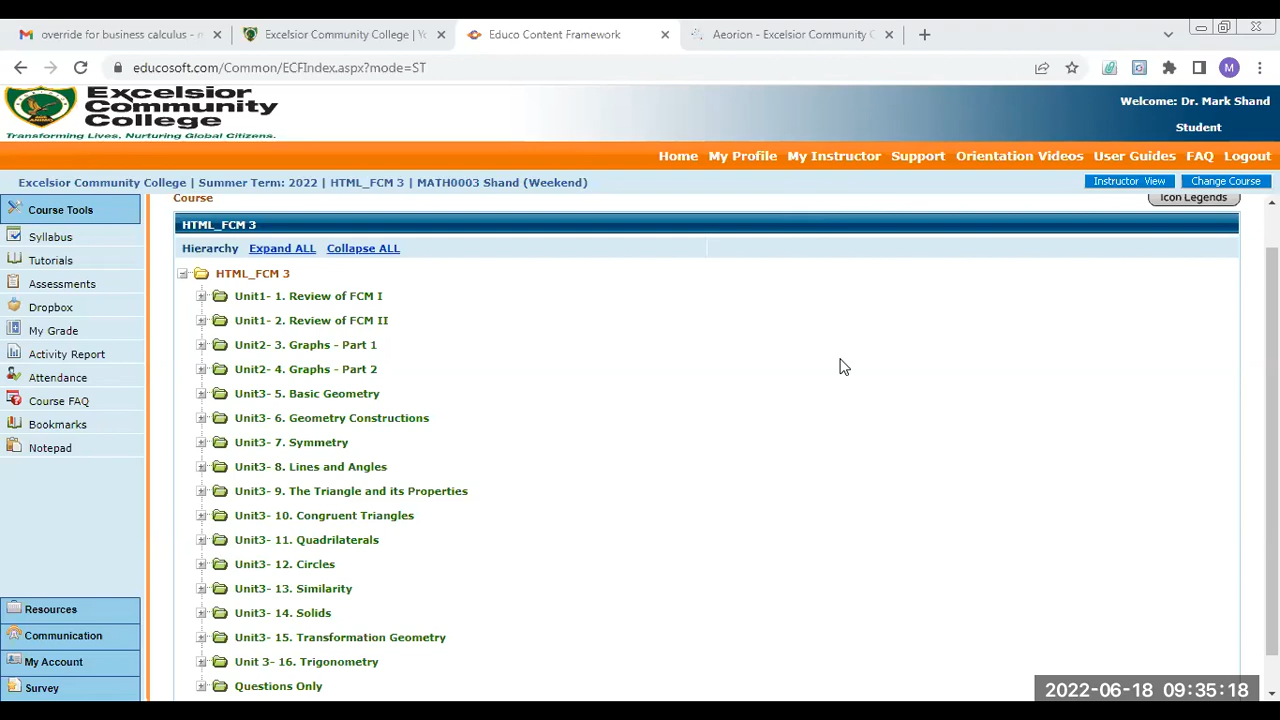 override for business calculus - m
Excelsior Community College | Yo
Educo Content Framework
Aeorion - Excelsior Community C
educosoft.com/Common/ECFIndex.aspx?mode=ST
M
Excelsior
Community
College
Transforming Lives, Nurturing Global Citizens.
Welcome: Dr. Mark Shand
Student
Home My Profile My Instructor Support Orientation Videos User Guides FAQ Logout
Excelsior Community College | Summer Term: 2022 | HTML_FCM 3 | MATH0003 Shand (Weekend)
Instructor View Change Course
Course Tools
Syllabus
Tutorials
Assessments
Dropbox
My Grade
Activity Report
Attendance
Course FAQ
Bookmarks
Notepad
Resources
Communication
My Account
Survey
Course
Icon Legends
HTML_FCM 3
Hierarchy Expand ALL Collapse ALL
HTML_FCM 3
Unit1- 1. Review of FCM I
Unit1- 2. Review of FCM II
Unit2- 3. Graphs - Part 1
Unit2- 4. Graphs - Part 2
Unit3- 5. Basic Geometry
Unit3- 6. Geometry Constructions
Unit3- 7. Symmetry
Unit3- 8. Lines and Angles
Unit3- 9. The Triangle and its Properties
Unit3- 10. Congruent Triangles
Unit3- 11. Quadrilaterals
Unit3- 12. Circles
Unit3- 13. Similarity
Unit3- 14. Solids
Unit3- 15. Transformation Geometry
Unit 3- 16. Trigonometry
Questions Only
2022-06-18 09:35:18